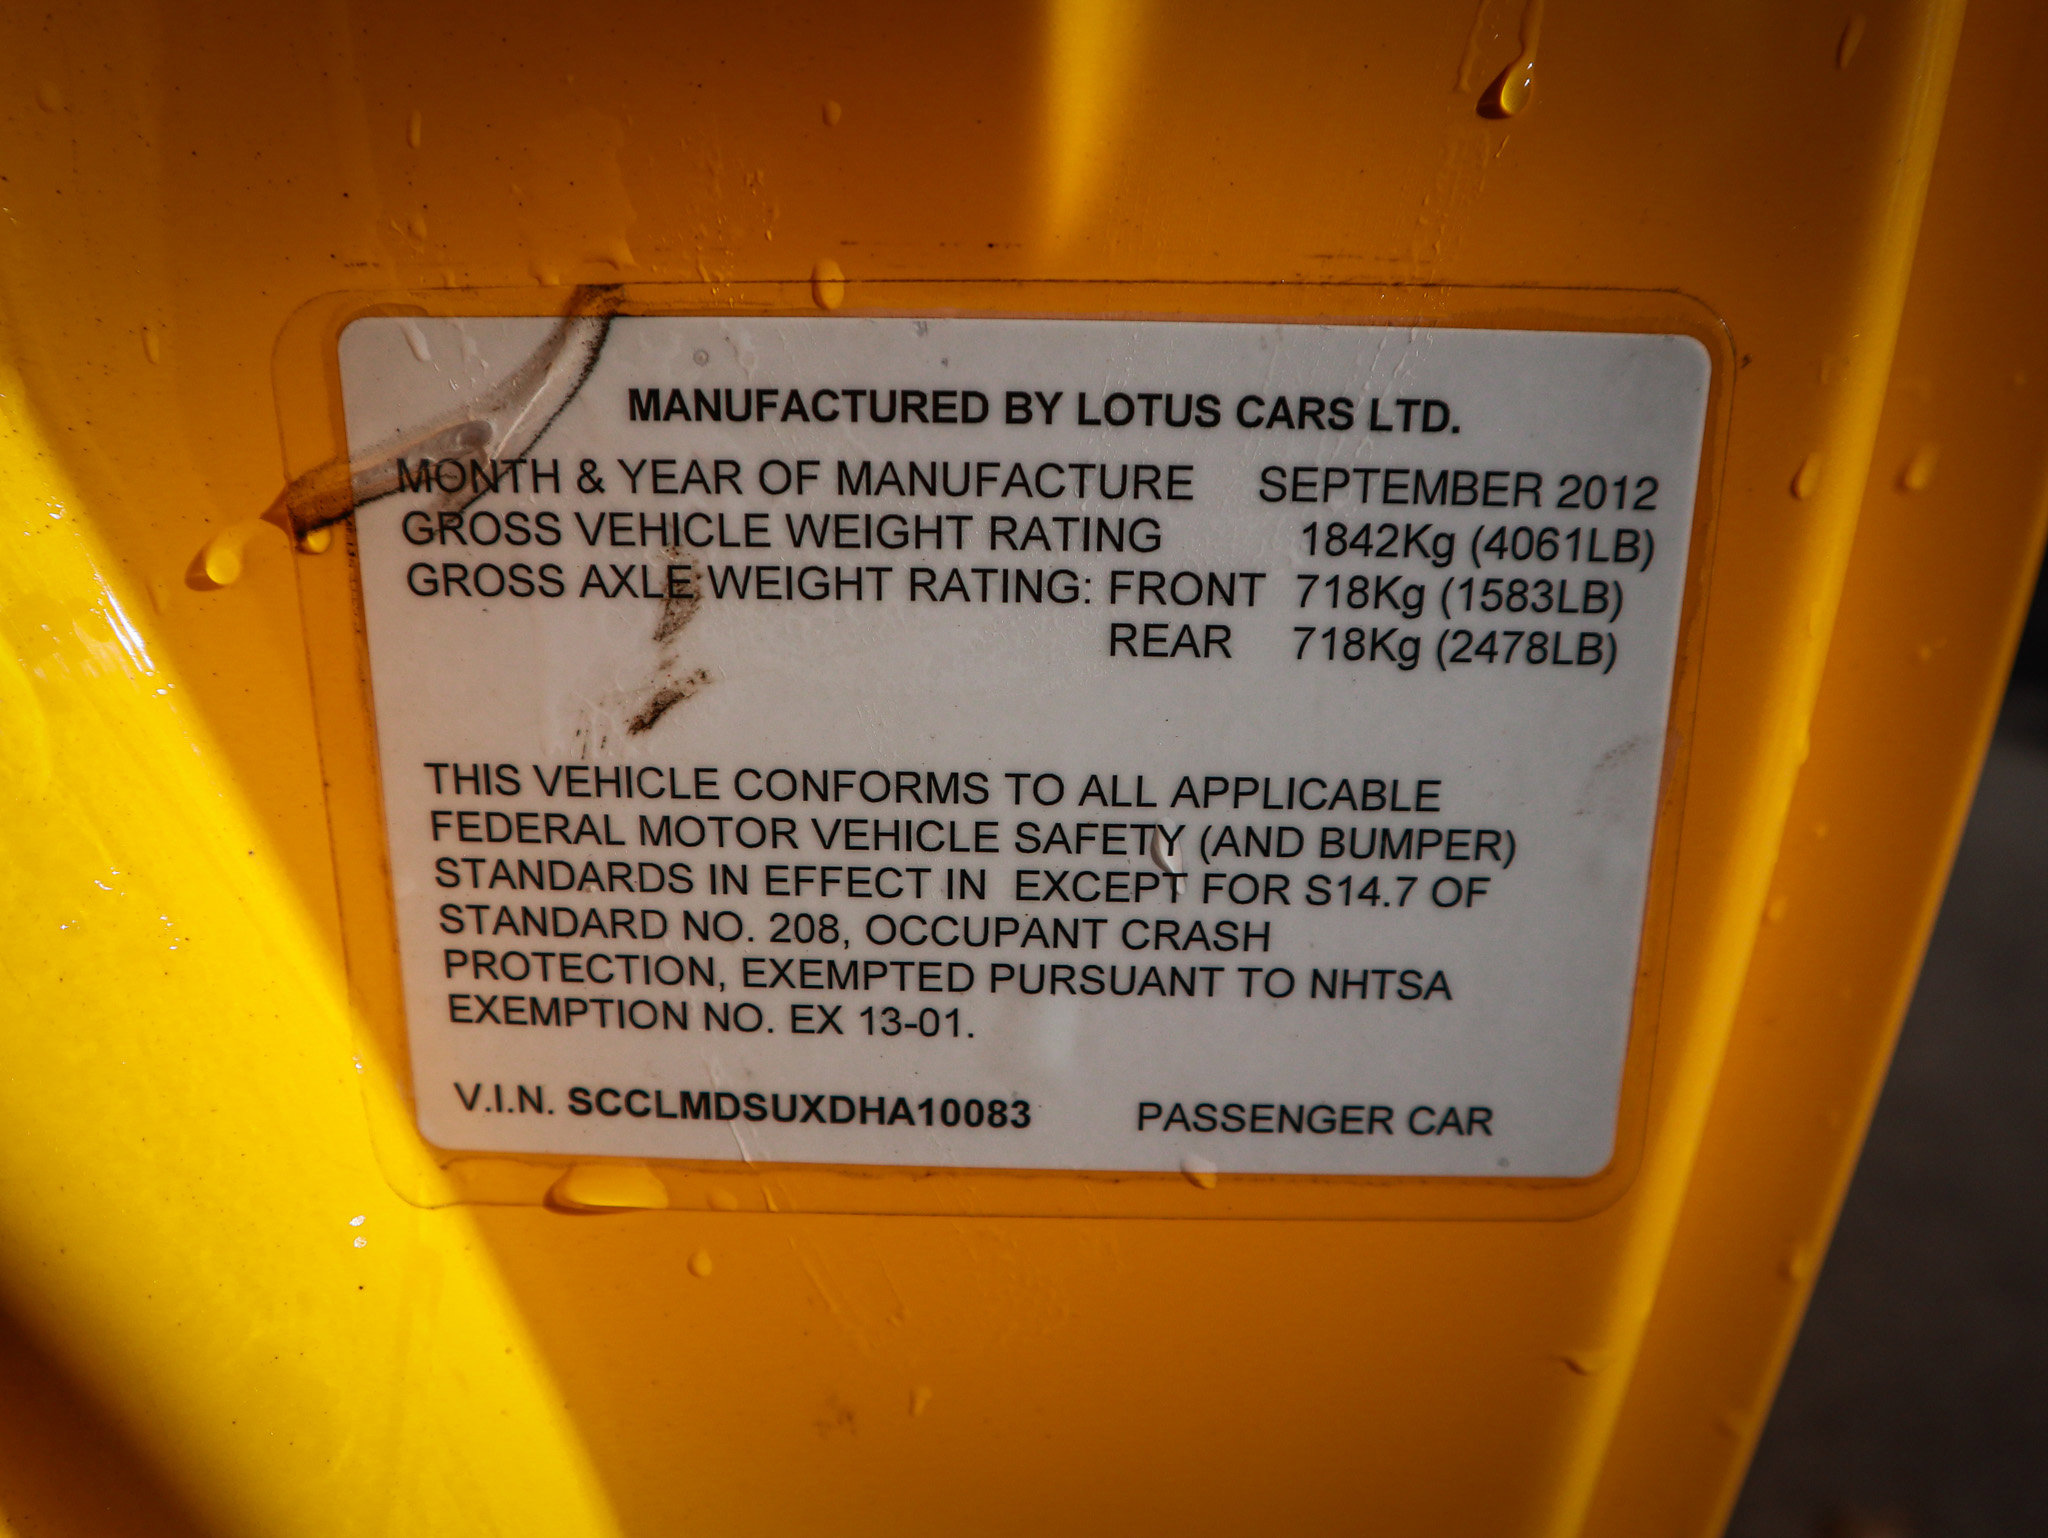 MANUFACTURED BY LOTUS CARS LTD.
MONTH & YEAR OF MANUFACTURE SEPTEMBER 2012
GROSS VEHICLE WEIGHT RATING 1842Kg (4061LB)
GROSS AXLE WEIGHT RATING: FRONT 718Kg (1583LB)
REAR 718Kg (2478LB)
THIS VEHICLE CONFORMS TO ALL APPLICABLE
FEDERAL MOTOR VEHICLE SAFETY (AND BUMPER)
STANDARDS IN EFFECT IN EXCEPT FOR S14.7 OF
STANDARD NO. 208, OCCUPANT CRASH
PROTECTION, EXEMPTED PURSUANT TO NHTSA
EXEMPTION NO. EX 13-01.
V.I.N. SCCLMDSUXDHA10083 PASSENGER CAR